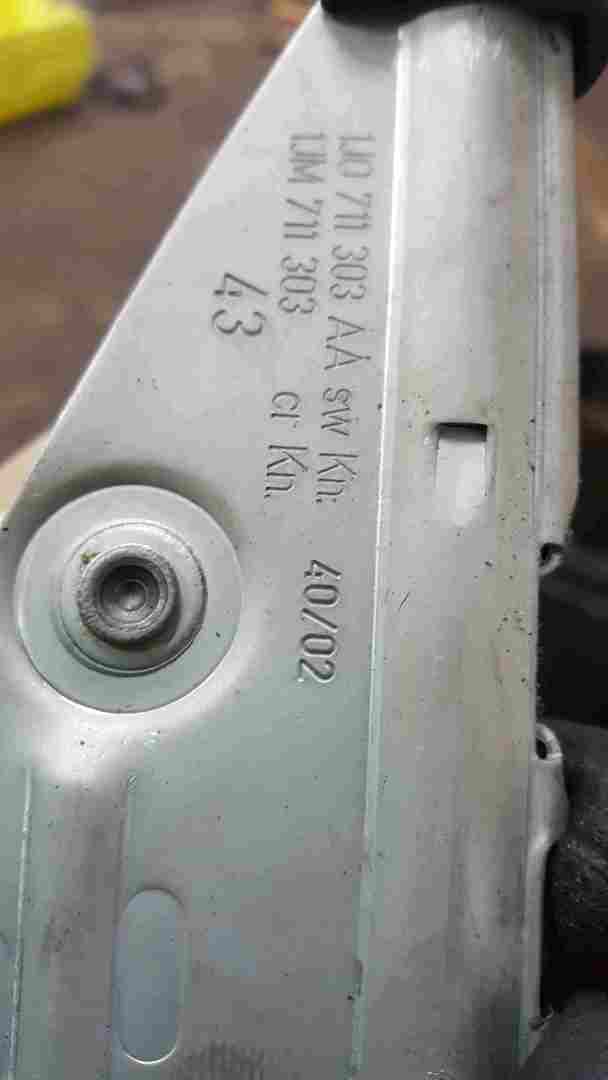 1J0 711 303 AA sw Kn.
1JM 711 303 cr Kn.
43
40/02